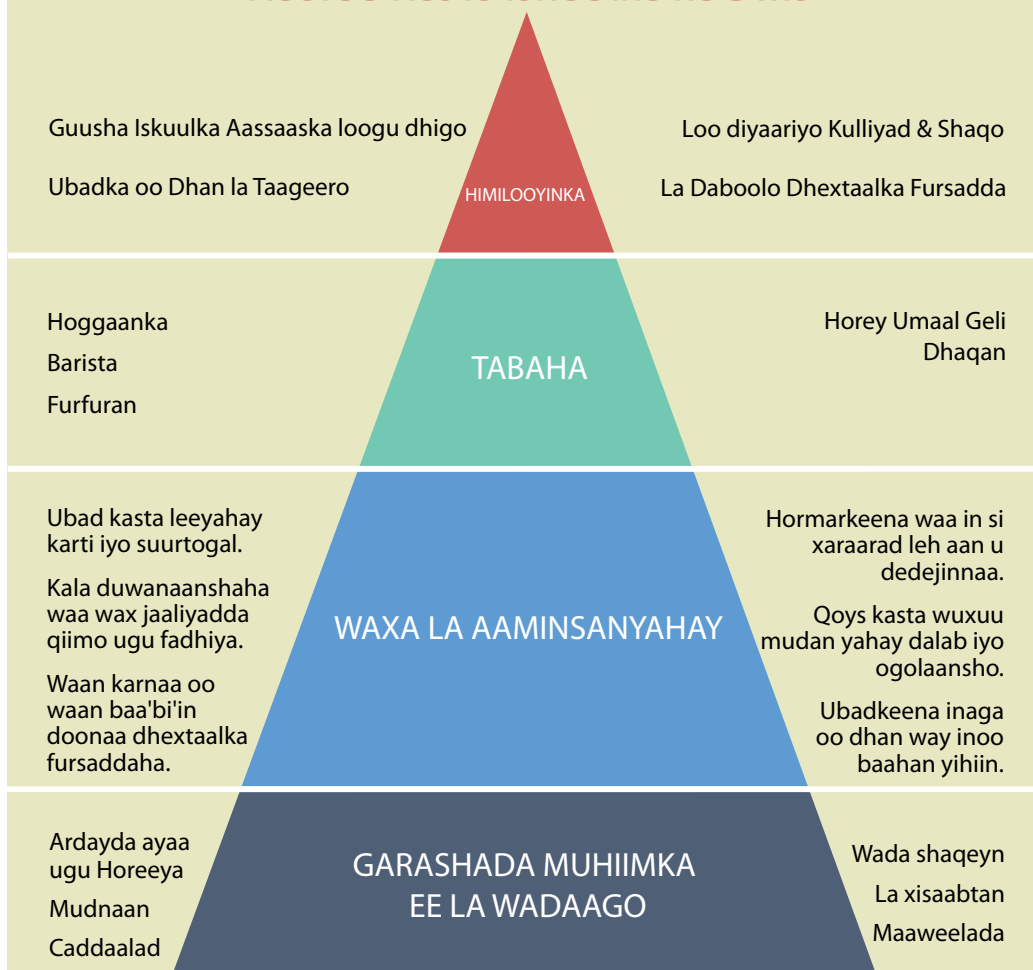 Guusha Iskuulka Aassaaska loogu dhigo
Ubadka oo Dhan la Taageero
HIMILOOYINKA
Loo diyaariyo Kulliyad & Shaqo
La Daboolo Dhextaalka Fursadda
Hoggaanka
Barista
Furfuran
TABAHA
Horey Umaal Geli
Dhaqan
Ubad kasta leeyahay
karti iyo suurtogal.
Kala duwanaanshaha
waa wax jaaliyadda
qiimo ugu fadhiya.
Waan karnaa oo
waan baa'bi'in
doonaa dhextaalka
fursaddaha.
WAXA LA AAMINSANYAHAY
Hormarkeena waa in si
xaraarad leh aan u
dedejinnaa.
Qoys kasta wuxuu
mudan yahay dalab iyo
ogolaansho.
Ubadkeena inaga
oo dhan way inoo
baahan yihiin.
Ardayda ayaa
ugu Horeeya
Mudnaan
Caddaalad
GARASHADA MUHIIMKA
EE LA WADAAGO
Wada shaqeyn
La xisaabtan
Maaweelada